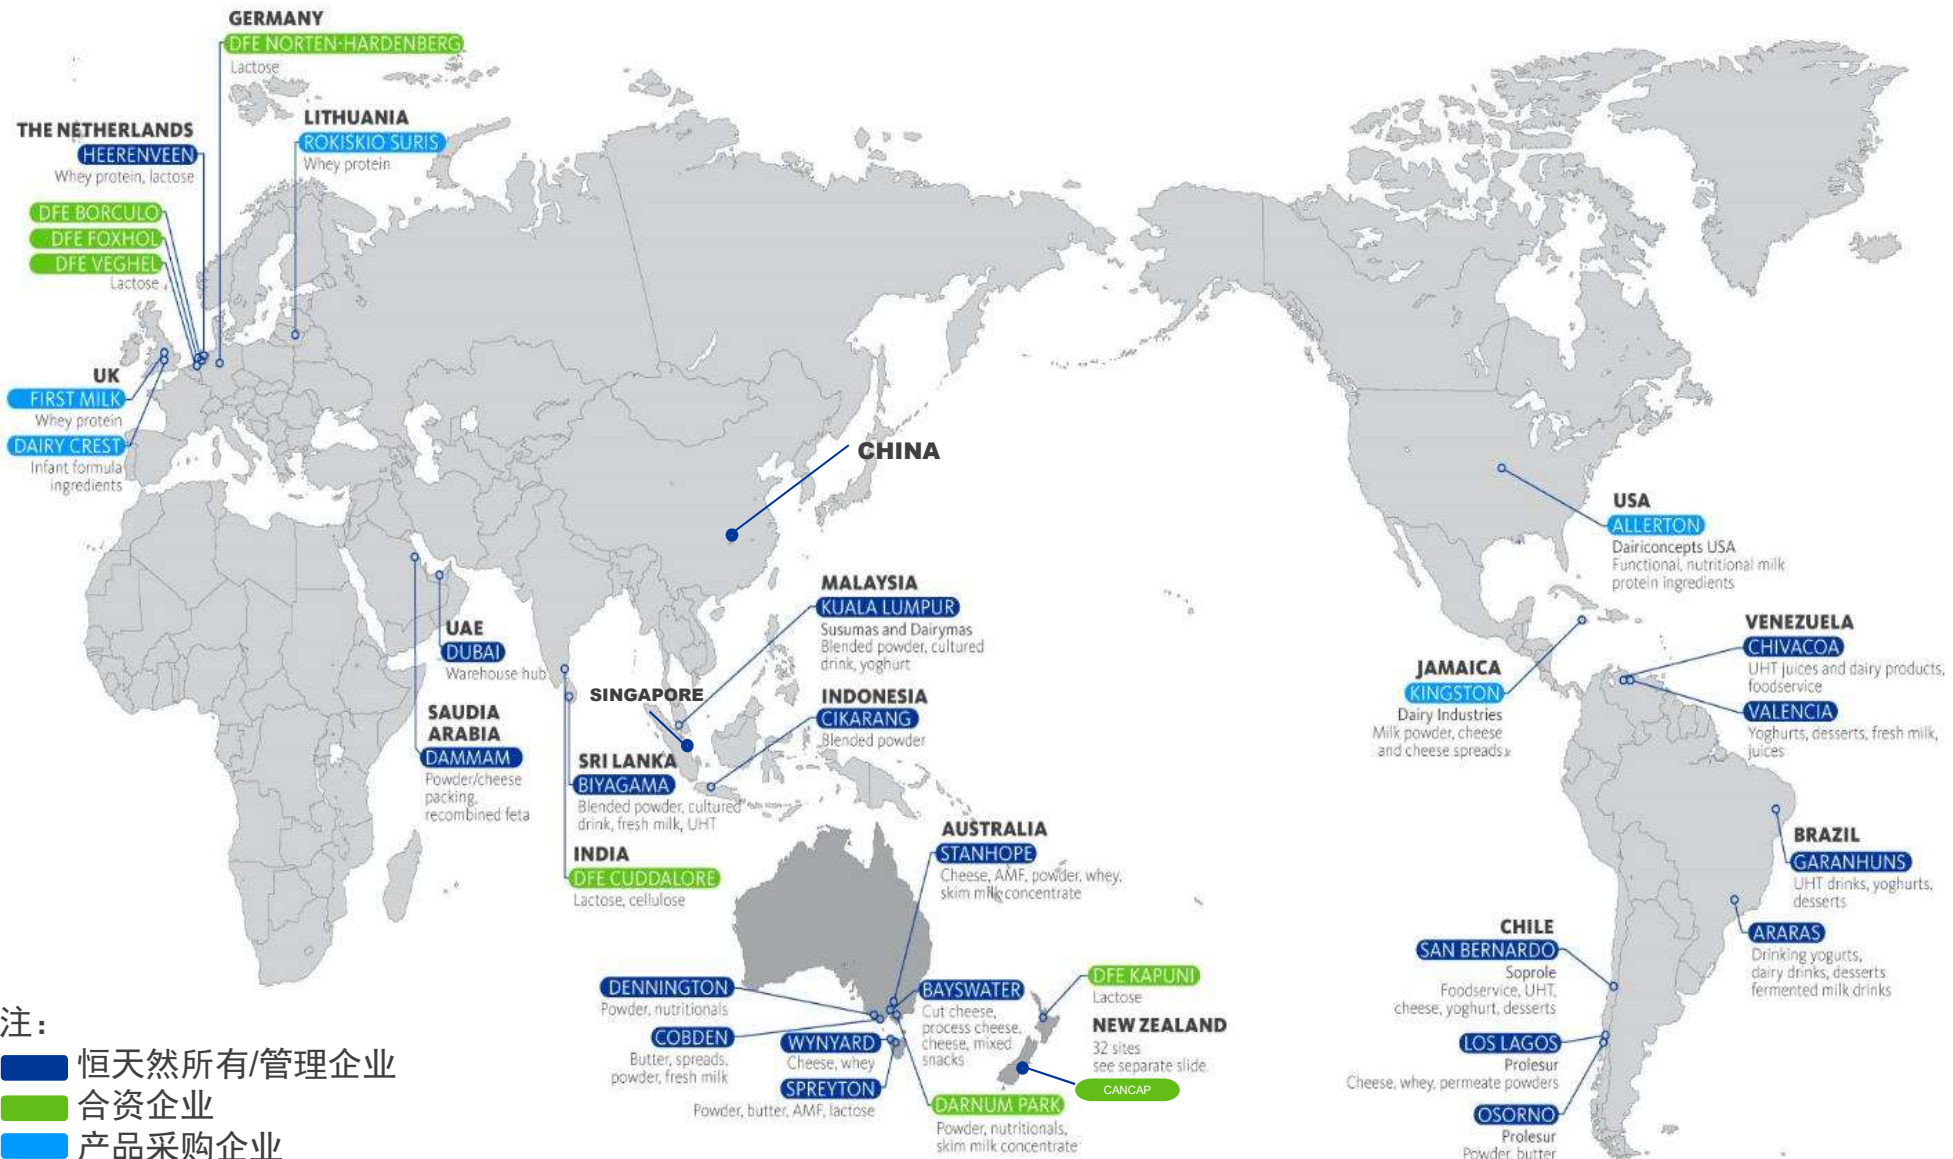 GERMANY
DFE NORTEN-HARDENBERG
Lactose
LITHUANIA
ROKISKIO SURIS
Whey protein
THE NETHERLANDS
HEERENVEEN
Whey protein, lactose
DFE BORCULO
DFE FOXHOL
DFE VEGHEL
Lactose
UK
FIRST MILK
Whey protein
DAIRY CREST
Infant formula
ingredients
CHINA
USA
ALLERTON
Dairiconcepts USA
Functional, nutritional milk
protein ingredients
MALAYSIA
KUALA LUMPUR
Susumas and Dairymas
Blended powder, cultured
drink, yoghurt
UAE
DUBAI
Warehouse hub
SINGAPORE
INDONESIA
CIKARANG
Blended powder
SAUDIA
ARABIA
DAMMAM
Powder/cheese
packing,
recombined feta
SRI LANKA
BIYAGAMA
Blended powder, cultured
drink, fresh milk, UHT
INDIA
DFE CUDDALORE
Lactose, cellulose
JAMAICA
KINGSTON
Dairy Industries
Milk powder, cheese
and cheese spreads
VENEZUELA
CHIVACOA
UHT juices and dairy products,
foodservice
VALENCIA
Yoghurts, desserts, fresh milk,
juices
BRAZIL
GARANHUNS
UHT drinks, yoghurts,
desserts
ARARAS
Drinking yogurts,
dairy drinks, desserts
fermented milk drinks
CHILE
SAN BERNARDO
Soprole
Foodservice, UHT,
cheese, yoghurt, desserts
LOS LAGOS
Prolesur
Cheese, whey, permeate powders
OSORNO
Prolesur
Powder, butter
AUSTRALIA
STANHOPE
Cheese, AMF, powder, whey,
skim milk concentrate
DENNINGTON
Powder, nutritionals
COBDEN
Butter, spreads,
powder, fresh milk
BAYSWATER
Cut cheese,
process cheese,
cheese, mixed
snacks
WYNYARD
Cheese, whey
SPREYTON
Powder, butter, AMF, lactose
DARNUM PARK
Powder, nutritionals,
skim milk concentrate
DFE KAPUNI
Lactose
NEW ZEALAND
32 sites
see separate slide
CANCAP
注：
恒天然所有/管理企业
合资企业
产品采购企业